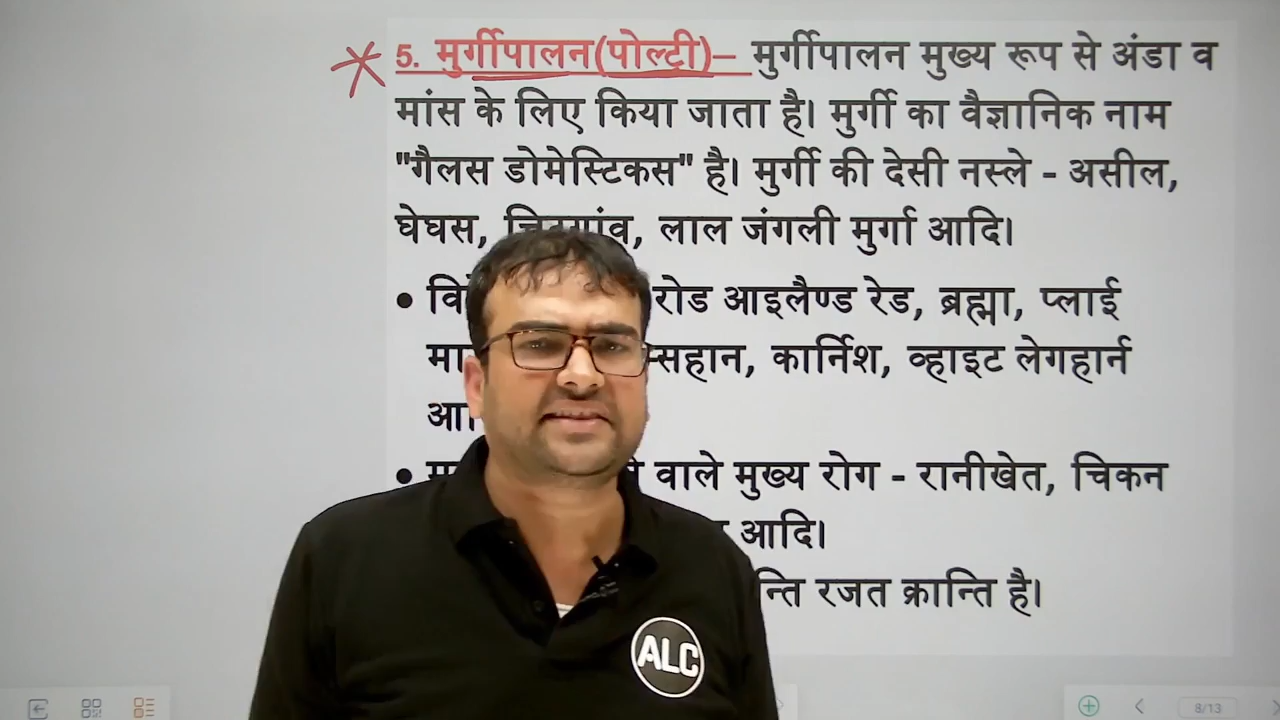 5. मुर्गीपालन(पोल्टी)– मुर्गीपालन मुख्य रूप से अंडा व
मांस के लिए किया जाता है। मुर्गी का वैज्ञानिक नाम
"गैलस डोमेस्टिकस" है। मुर्गी की देसी नस्ले - असील,
घेघस, लाल जंगली मुर्गा आदि।
• रोड आइलैण्ड रेड, ब्रह्मा, प्लाई
कार्निश, व्हाइट लेगहार्न
• वाले मुख्य रोग - रानीखेत, चिकन
आदि।
रजत क्रान्ति है।
ALC
8/13